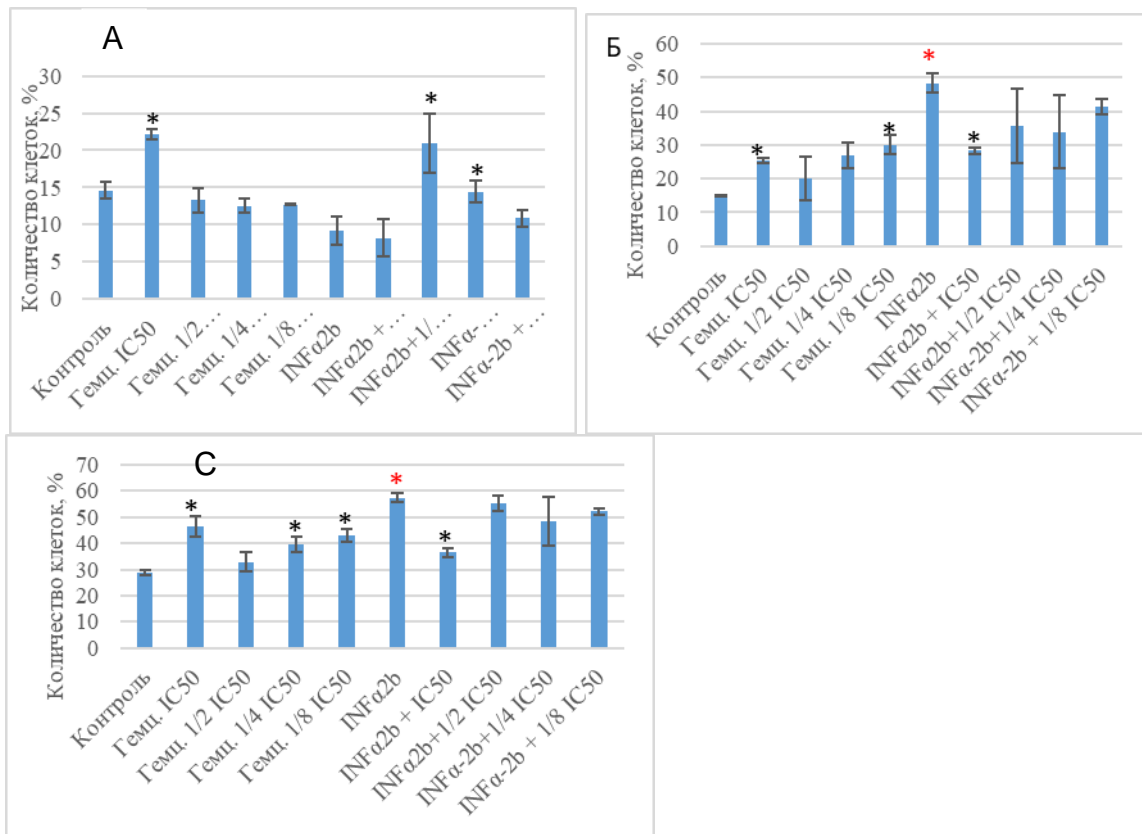 А
Количество клеток, %
30
25
20
15
10
5
0
*
*
*
Контроль
Гемц. IC50
Гемц. 1/2…
Гемц. 1/4…
Гемц. 1/8…
INFα2b
INFα2b+…
INFα2b+1/…
INFα-…
INFα-2b +…
Б
Количество клеток, %
60
50
40
30
20
10
0
*
*
*
*
Контроль
Гемц. IC50
Гемц. 1/2 IC50
Гемц. 1/4 IC50
Гемц. 1/8 IC50
INFα2b
INFα2b + IC50
INFα2b+1/2 IC50
INFα-2b+1/4 IC50
INFα-2b + 1/8 IC50
С
Количество клеток, %
70
60
50
40
30
20
10
0
*
*
*
*
*
Контроль
Гемц. IC50
Гемц. 1/2 IC50
Гемц. 1/4 IC50
Гемц. 1/8 IC50
INFα2b
INFα2b + IC50
INFα2b+1/2 IC50
INFα-2b+1/4 IC50
INFα-2b + 1/8 IC50